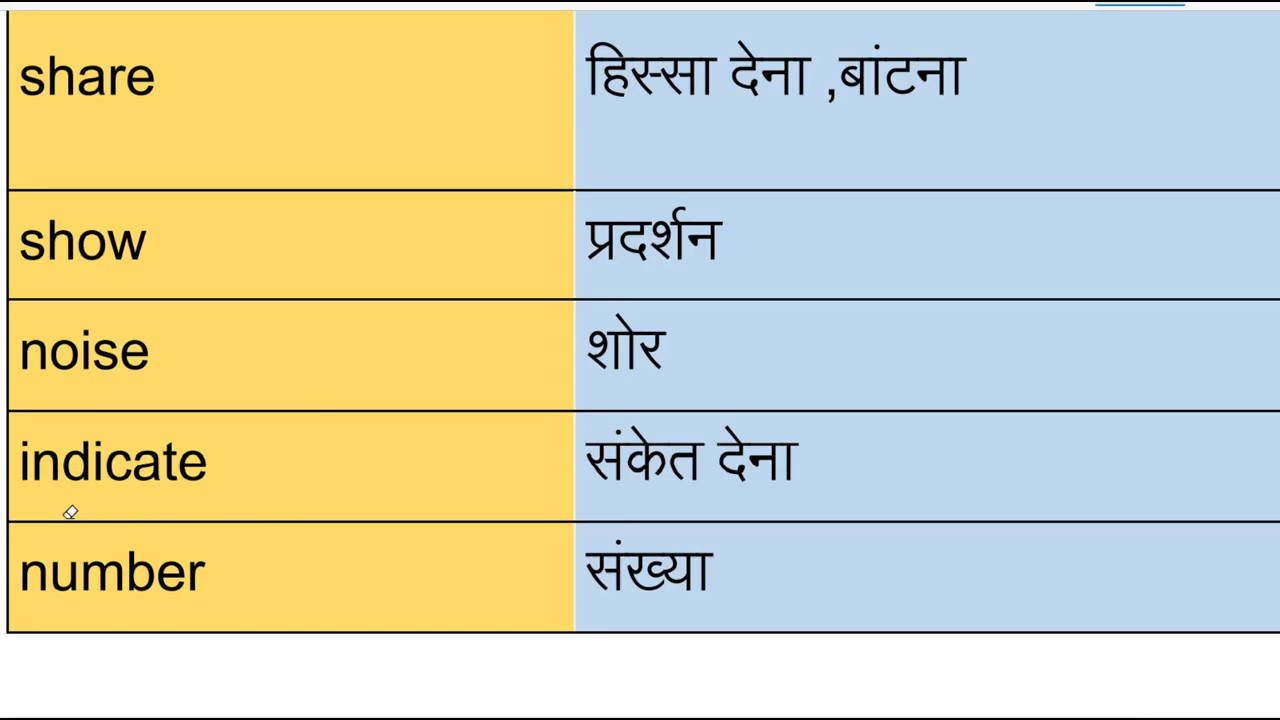 share हिस्सा देना ,बांटना
show प्रदर्शन
noise शोर
indicate संकेत देना
number संख्या